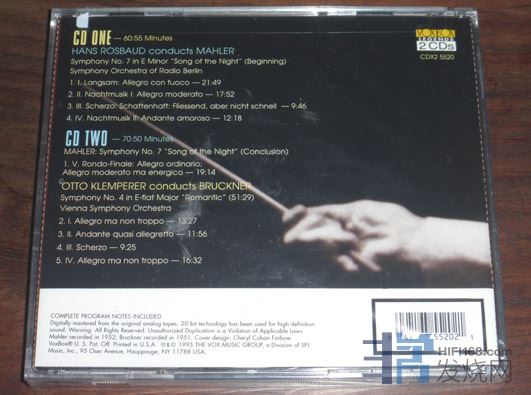 CD ONE — 60:55 Minutes
HANS ROSBAUD conducts MAHLER
Symphony No. 7 in E Minor "Song of the Night" (Beginning)
Symphony Orchestra of Radio Berlin
1. I. Langsam: Allegro con fuoco — 21:49
2. II. Nachtmusik I: Allegro moderato — 17:52
3. III. Scherzo: Schattenhaft: Fliessend, aber nicht schnell — 9:46
4. IV. Nachtmusik II: Andante amoroso — 12:18
CD TWO — 70:50 Minutes
MAHLER: Symphony No. 7 "Song of the Night" (Conclusion)
1. V. Rondo-Finale: Allegro ordinario;
Allegro moderato ma energico — 19:14
OTTO KLEMPERER conducts BRUCKNER
Symphony No. 4 in E-flat Major "Romantic" (51:29)
Vienna Symphony Orchestra
2. I. Allegro ma non troppo — 13:27
3. II. Andante quasi allegretto — 11:56
4. III. Scherzo — 9:25
5. IV. Allegro ma non troppo — 16:32
VOXBOX
LEGENDS
2 CDs
CDX2 5520
COMPLETE PROGRAM NOTES INCLUDED
Digitally mastered from the original analog tapes. 20 bit technology has been used for high definition
sound. Warning: All Rights Reserved. Unauthorized Duplication is a Violation of Applicable Laws
Mahler recorded in 1952; Bruckner recorded in 1951. Cover design: Cheryl Cohan Finbow.
VoxBox® U. S. Pat. Off. Printed in U.S.A. ℗&© 1995 THE VOX MUSIC GROUP, a Division of SPJ
Music, Inc., 95 Oser Avenue, Hauppauge, NY 11788 USA.
55202 1
HIFI168.com
发烧网